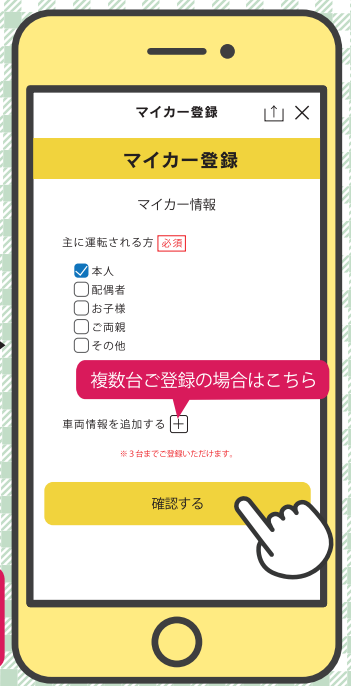 マイカー登録
マイカー登録
マイカー情報
主に運転される方 必須
本人
配偶者
お子様
ご両親
その他
複数台ご登録の場合はこちら
車両情報を追加する
※3台までご登録いただけます。
確認する